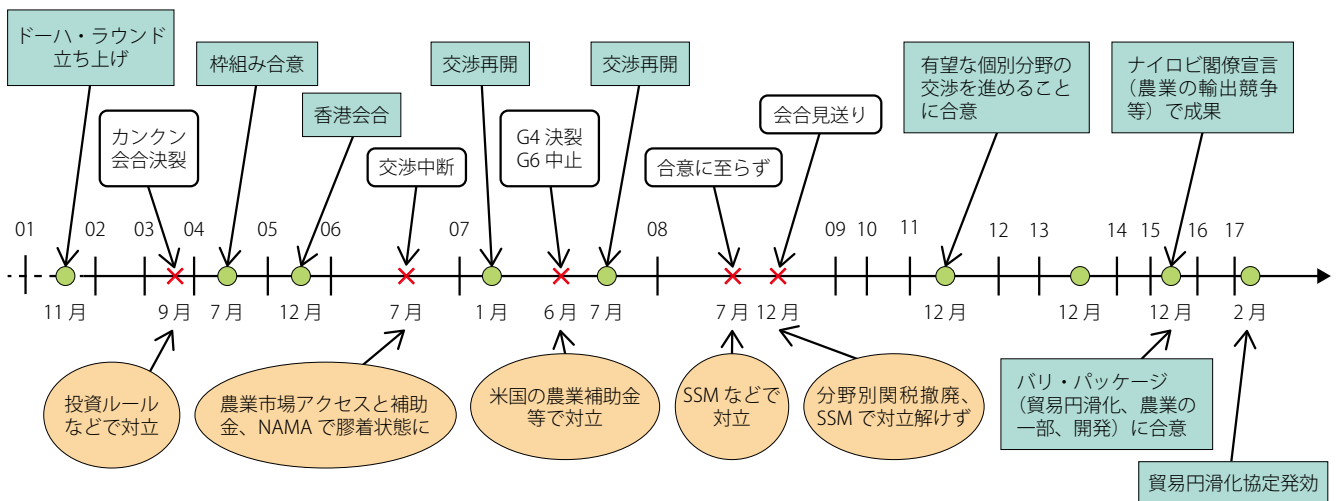 ドーハ・ラウンド
立ち上げ
枠組み合意
香港会合
交渉再開
交渉再開
有望な個別分野の
交渉を進めること
に合意
ナイロビ閣僚宣言
（農業の輸出競争
等）で成果
カンクン
会合決裂
交渉中断
G4 決裂
G6 中止
合意に至らず
会合見送り
01 02 03 04 05 06 07 08 09 10 11 12 13 14 15 16 17
11 月 9 月 7 月 12 月 7 月 1 月 6 月 7 月 7 月 12 月 12 月 12 月 12 月 2 月
投資ルール
などで対立
農業市場アクセスと補助
金、NAMA で膠着状態に
米国の農業補助金
等で対立
SSM などで
対立
分野別関税撤廃、
SSM で対立解けず
バリ・パッケージ
（貿易円滑化、農業の
一部、開発）に合意
貿易円滑化協定発効